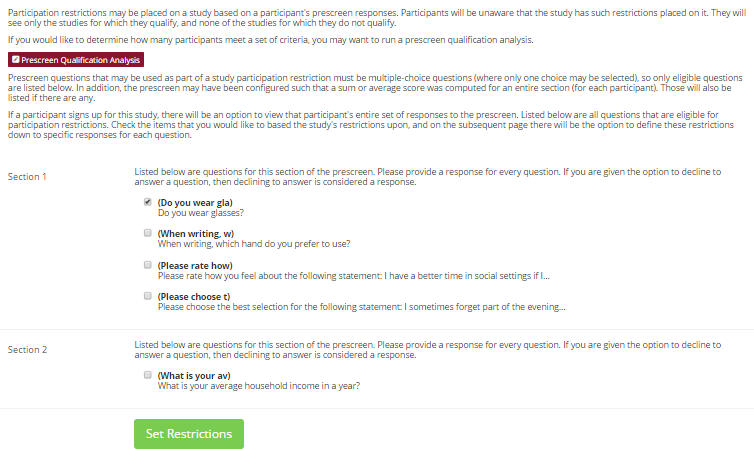 Participation restrictions may be placed on a study based on a participant's prescreen responses. Participants will be unaware that the study has such restrictions placed on it. They will
see only the studies for which they qualify, and none of the studies for which they do not qualify.
If you would like to determine how many participants meet a set of criteria, you may want to run a prescreen qualification analysis.
Prescreen Qualification Analysis
Prescreen questions that may be used as part of a study participation restriction must be multiple-choice questions (where only one choice may be selected), so only eligible questions
are listed below. In addition, the prescreen may have been configured such that a sum or average score was computed for an entire section (for each participant). Those will also be
listed if there are any.
If a participant signs up for this study, there will be an option to view that participant's entire set of responses to the prescreen. Listed below are all questions that are eligible for
participation restrictions. Check the items that you would like to based the study's restrictions upon, and on the subsequent page there will be the option to define these restrictions
down to specific responses for each question.
Section 1
Listed below are questions for this section of the prescreen. Please provide a response for every question. If you are given the option to decline to
answer a question, then declining to answer is considered a response.
(Do you wear gla)
Do you wear glasses?
(When writing, w)
When writing, which hand do you prefer to use?
(Please rate how)
Please rate how you feel about the following statement: I have a better time in social settings if I...
(Please choose t)
Please choose the best selection for the following statement: I sometimes forget part of the evening...
Section 2
Listed below are questions for this section of the prescreen. Please provide a response for every question. If you are given the option to decline to
answer a question, then declining to answer is considered a response.
(What is your av)
What is your average household income in a year?
Set Restrictions